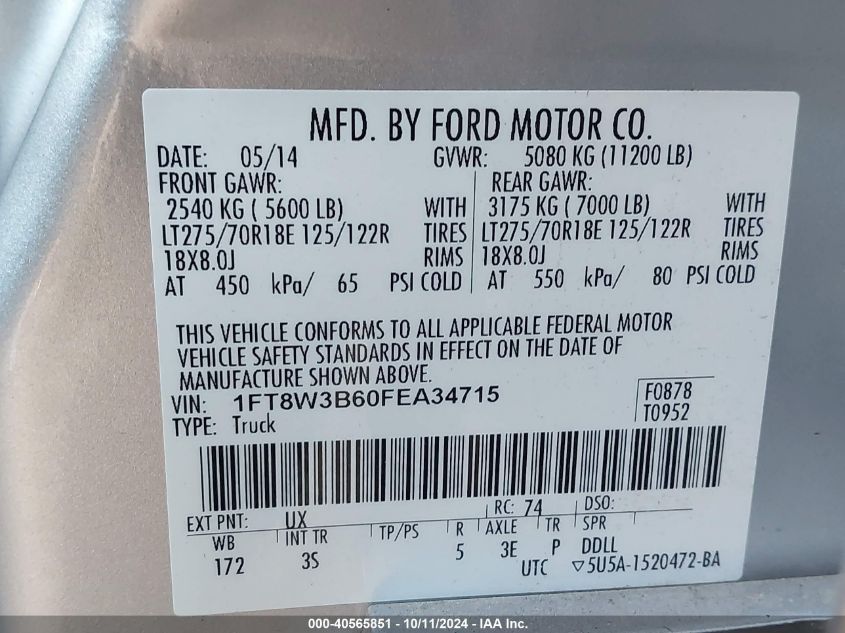 MFD. BY FORD MOTOR CO.
DATE: 05/14 GVWR: 5080 KG (11200 LB)
FRONT GAWR: REAR GAWR:
2540 KG ( 5600 LB) WITH 3175 KG ( 7000 LB) WITH
LT275/70R18E 125/122R TIRES LT275/70R18E 125/122R TIRES
18X8.0J RIMS 18X8.0J RIMS
AT 450 kPa/ 65 PSI COLD AT 550 kPa/ 80 PSI COLD
THIS VEHICLE CONFORMS TO ALL APPLICABLE FEDERAL MOTOR
VEHICLE SAFETY STANDARDS IN EFFECT ON THE DATE OF
MANUFACTURE SHOWN ABOVE.
VIN: 1FT8W3B60FEA34715 F0878
TYPE: Truck T0952
EXT PNT: UX RC: 74 DSO:
WB INT TR TP/PS R AXLE TR SPR
172 3S 5 3E P DDLL
UTC ▽5U5A-1520472-BA
000-40565851 - 10/11/2024 - IAA Inc.